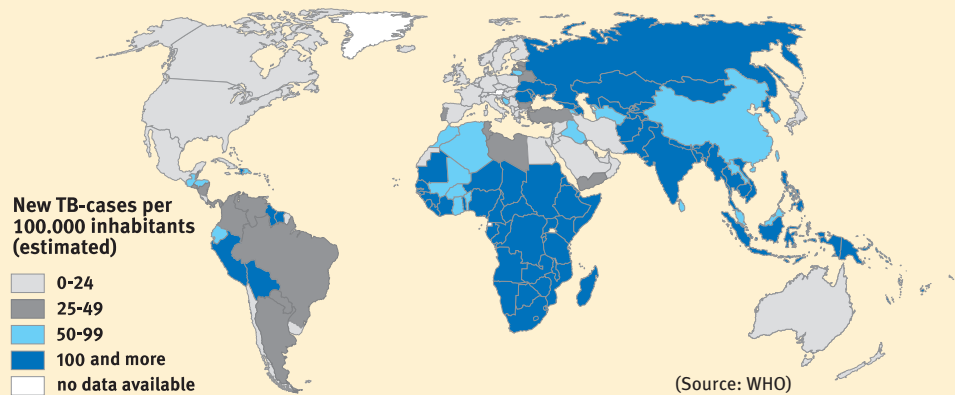 New TB-cases per
100.000 inhabitants
(estimated)
0-24
25-49
50-99
100 and more
no data available
(Source: WHO)